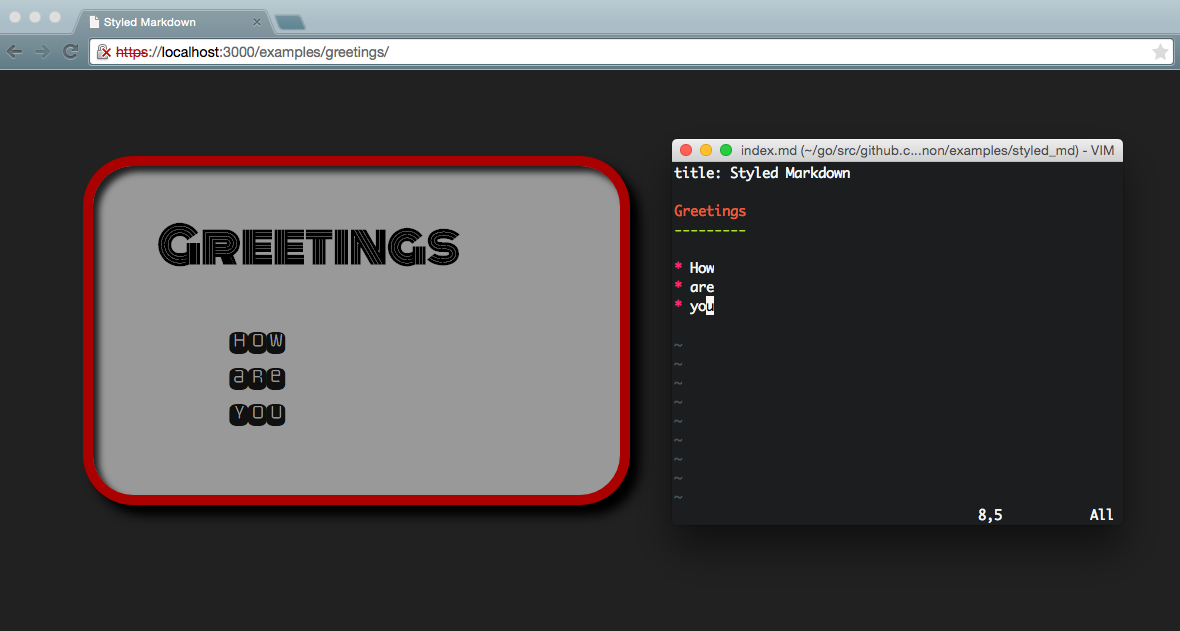 Styled Markdown
https://localhost:3000/examples/greetings/
GREETINGS
HOW
aRe
YOU
index.md (~/go/src/github.c...non/examples/styled_md) - VIM
title: Styled Markdown
Greetings
---------
* How
* are
* you
~
~
~
~
~
~
~
~
~
8,5 All